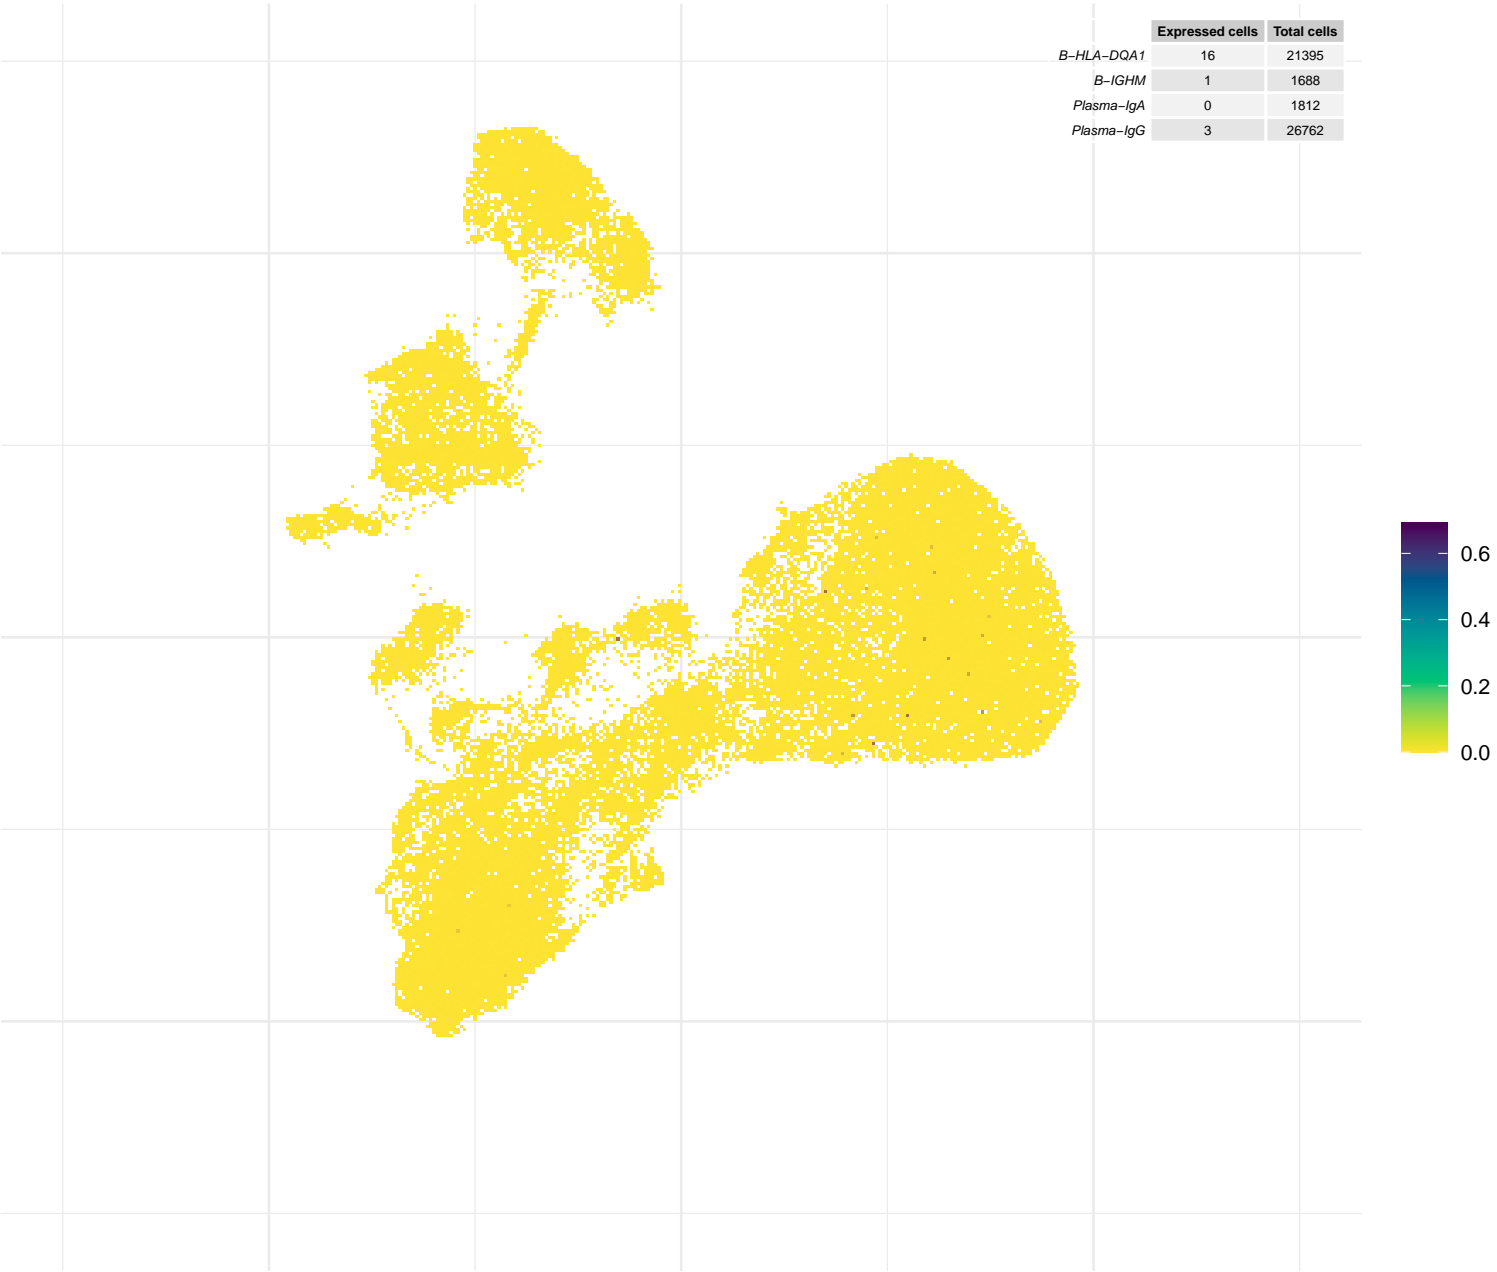 Expressed cells Total cells
B−HLA−DQA1 16 21395
B−IGHM 1 1688
Plasma−IgA 0 1812
Plasma−IgG 3 26762
0.6
0.4
0.2
0.0